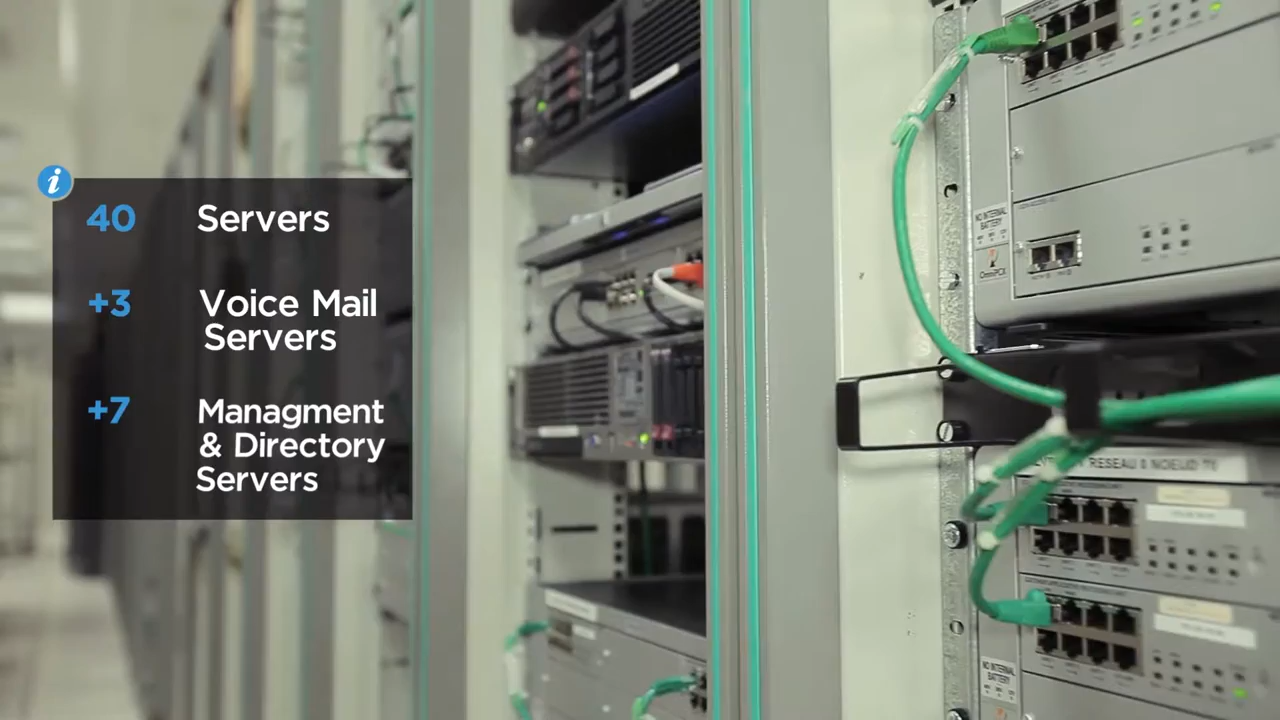 i
40 Servers
+3 Voice Mail
Servers
+7 Managment
& Directory
Servers
NO INTERNAL
BATTERY
OmniPCX
RESEAU 0 NOEUD
NO INTERNAL
BATTERY